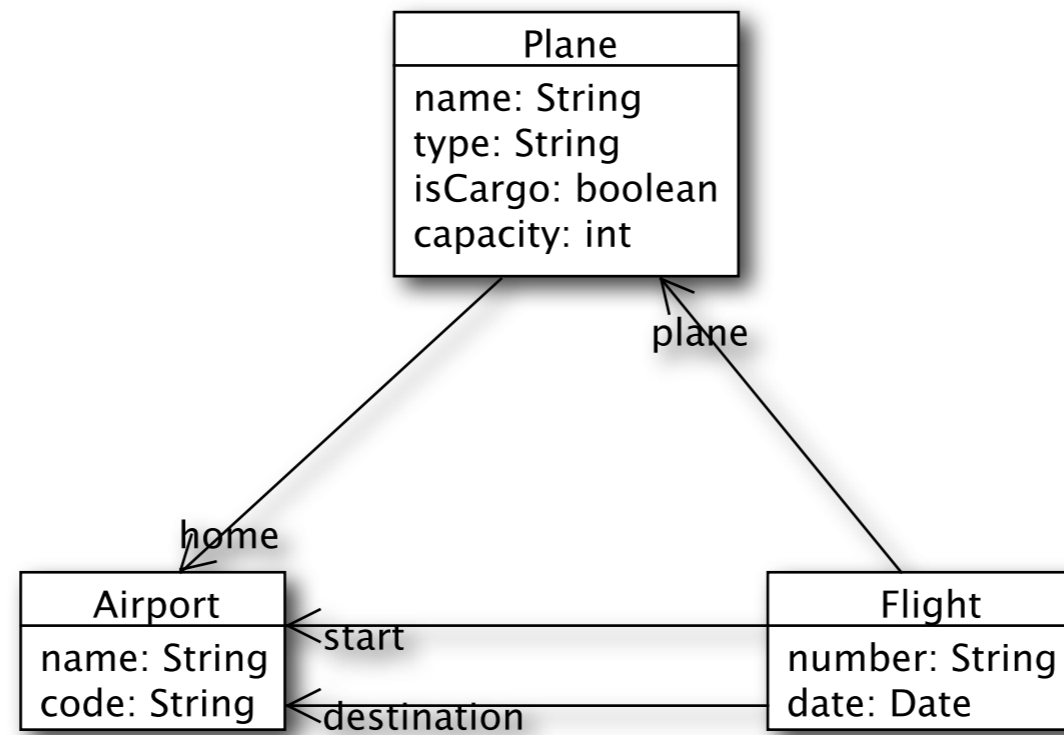 Plane
name: String
type: String
isCargo: boolean
capacity: int
plane
home
Airport
name: String
code: String
start
destination
Flight
number: String
date: Date